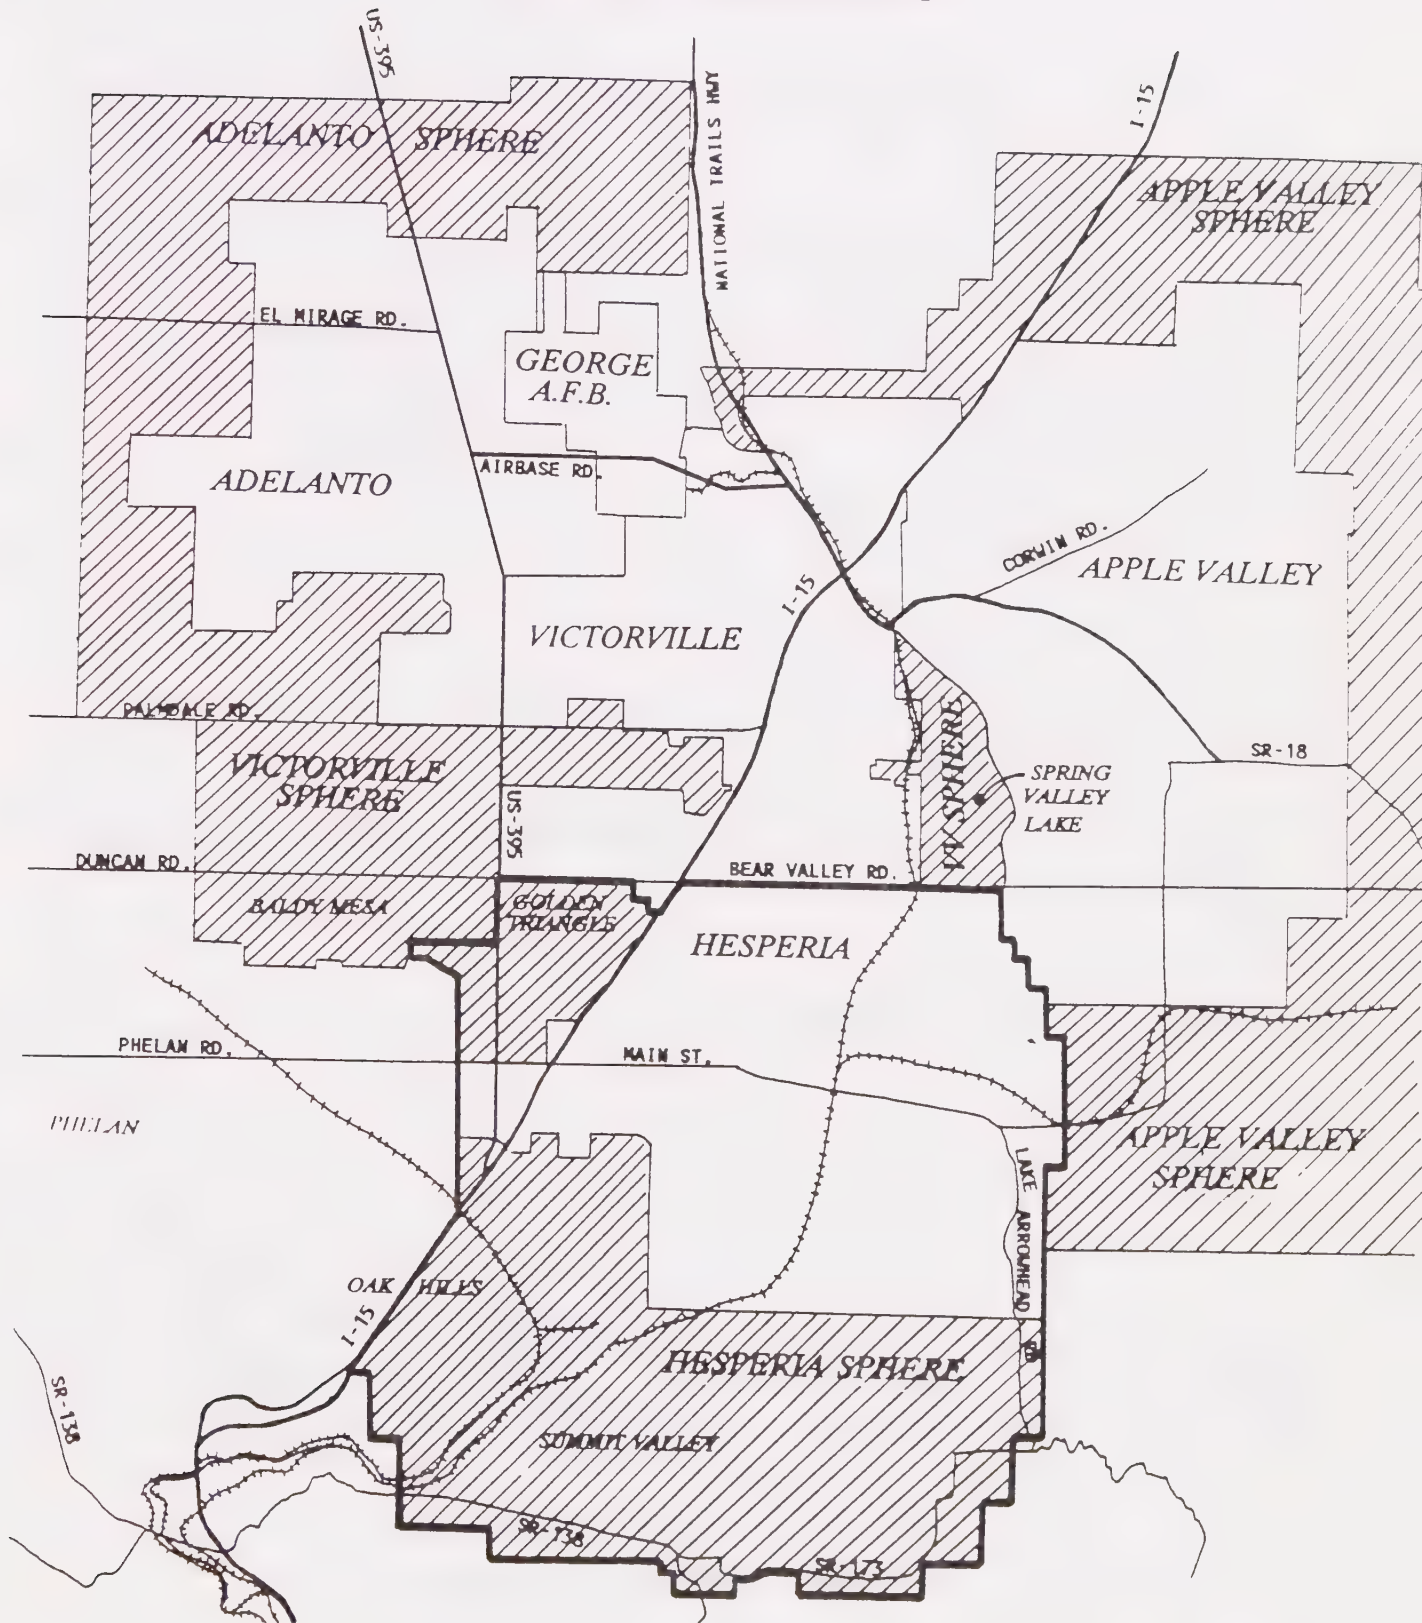 US-395
NATIONAL TRAILS HWY
I-15
ADELANTO SPHERE
APPLE VALLEY
SPHERE
EL MIRAGE RD.
GEORGE
A.F.B.
ADELANTO
AIRBASE RD.
CORWIN RD.
APPLE VALLEY
I-15
VICTORVILLE
PALMDALE RD.
VV SPHERE
SR-18
VICTORVILLE
SPHERE
SPRING
VALLEY
LAKE
US-395
DUNCAN RD.
BEAR VALLEY RD.
BALDY MESA
GOLDEN
TRIANGLE
HESPERIA
PHELAN RD.
MAIN ST.
PHELAN
APPLE VALLEY
SPHERE
LAKE ARROWHEAD
RD.
OAK HILLS
I-15
HESPERIA SPHERE
SR-138
SUMMIT VALLEY
SR-138
SR-173